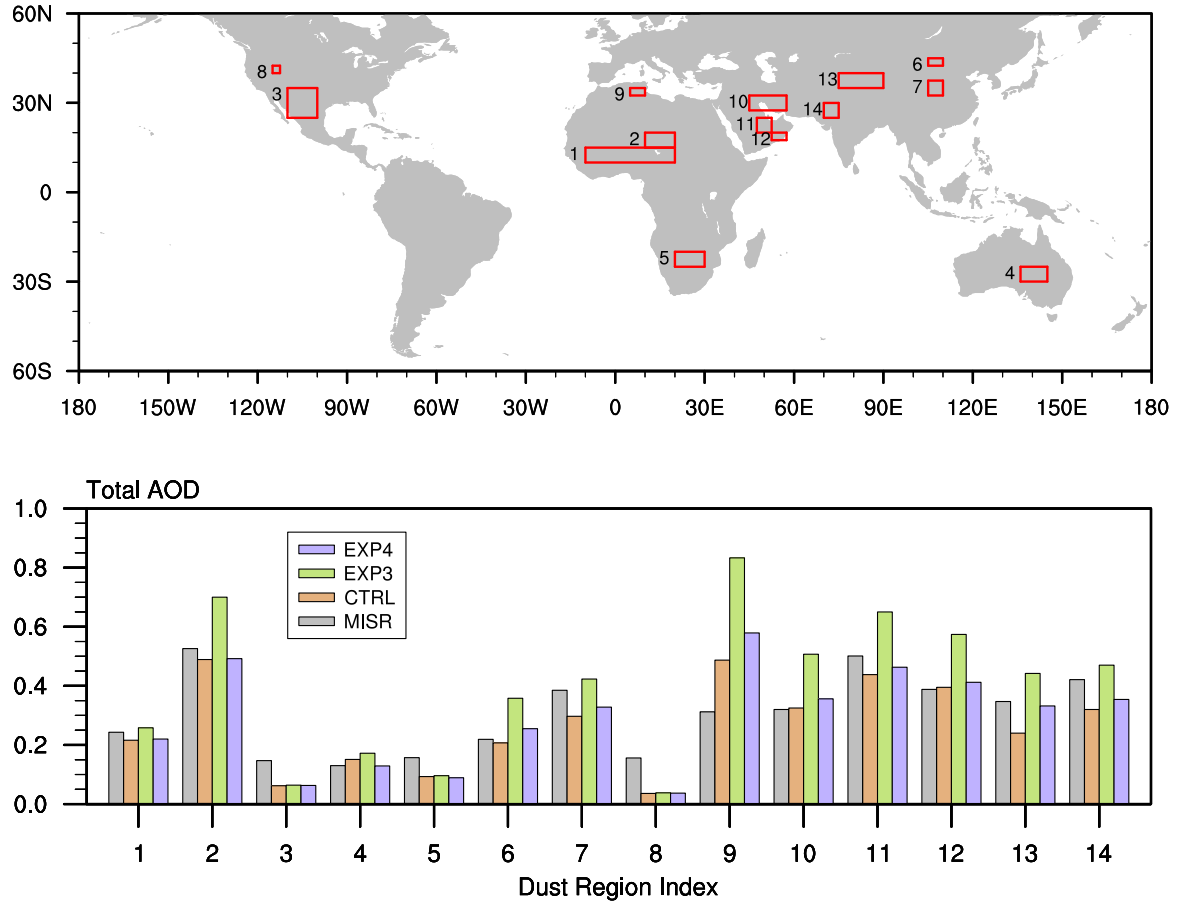 60N
30N
0
30S
60S
8
3
9
2
1
5
10
11
12
13
14
6
7
4
180 150W 120W 90W 60W 30W 0 30E 60E 90E 120E 150E 180
Total AOD
1.0
0.8
0.6
0.4
0.2
0.0
EXP4
EXP3
CTRL
MISR
1 2 3 4 5 6 7 8 9 10 11 12 13 14
Dust Region Index